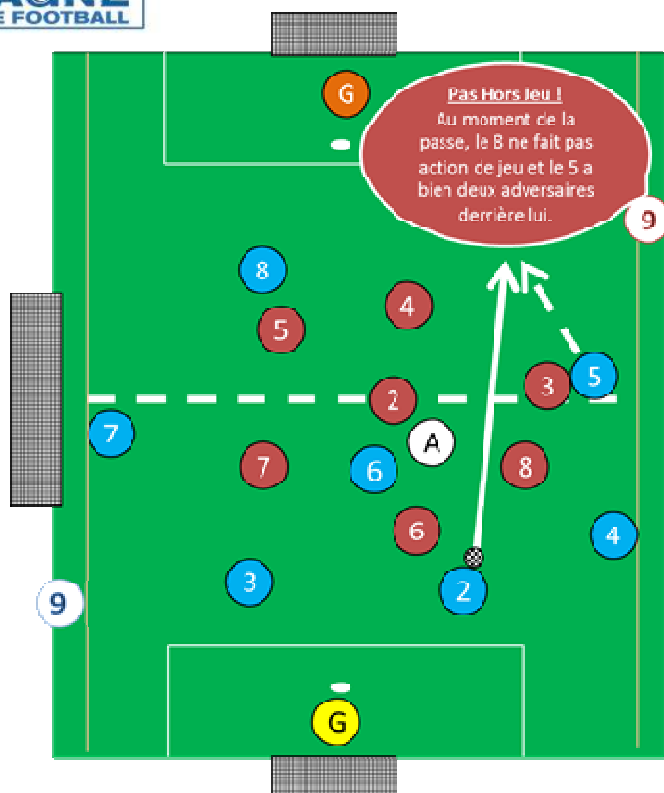 E FOOTBALL
G
Pas Hors Jeu !
Au moment de la
passe, le 8 ne fait pas
action de jeu et le 5 a
bien deux adversaires
derrière lui.
9
8
4
5
5
3
2
7
A
6
7
8
6
4
3
2
9
G